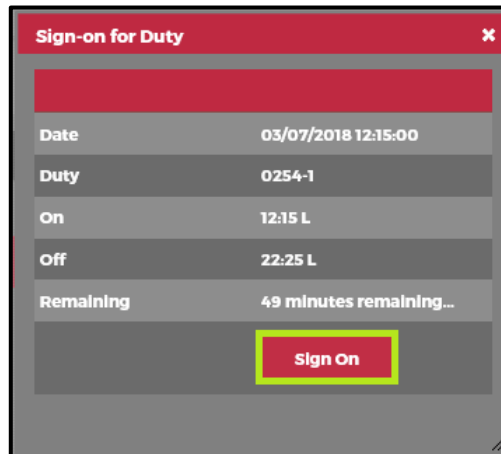 Sign-on for Duty ×
Date 03/07/2018 12:15:00
Duty 0254-1
On 12:15 L
Off 22:25 L
Remaining 49 minutes remaining...
Sign On